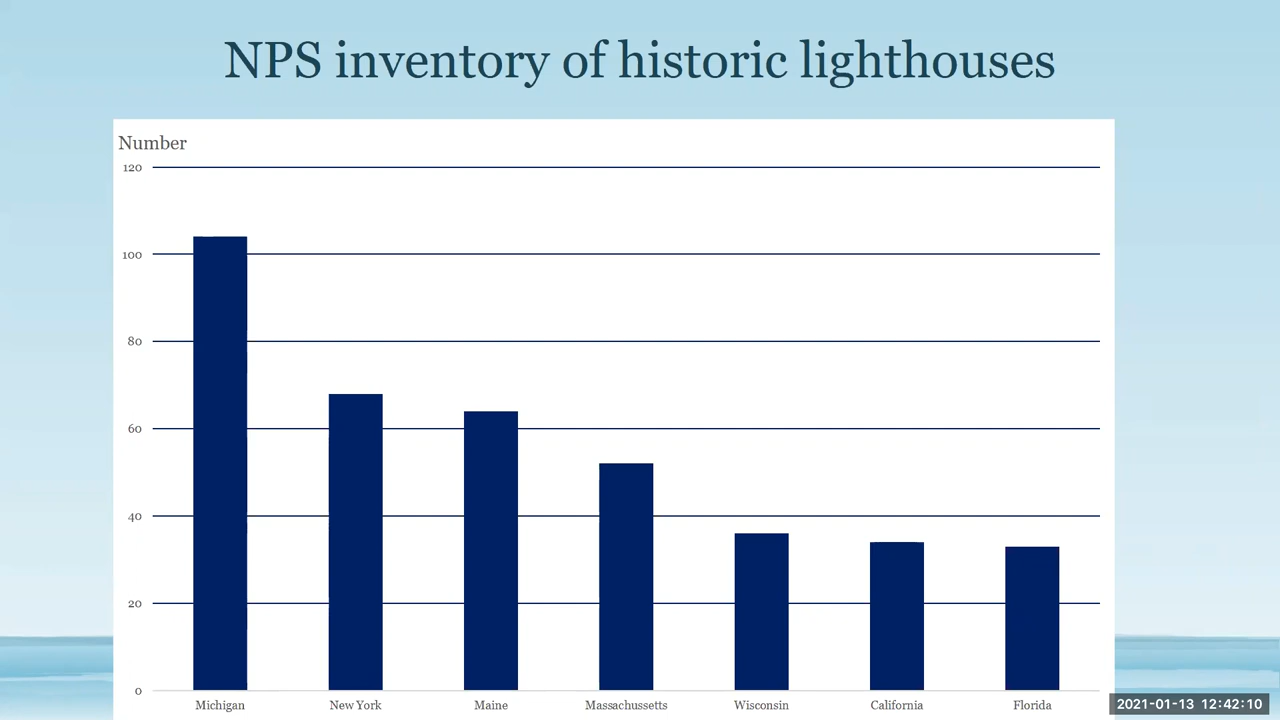 NPS inventory of historic lighthouses
Number
120
100
80
60
40
20
0
Michigan New York Maine Massachusetts Wisconsin California Florida
2021-01-13 12:42:10